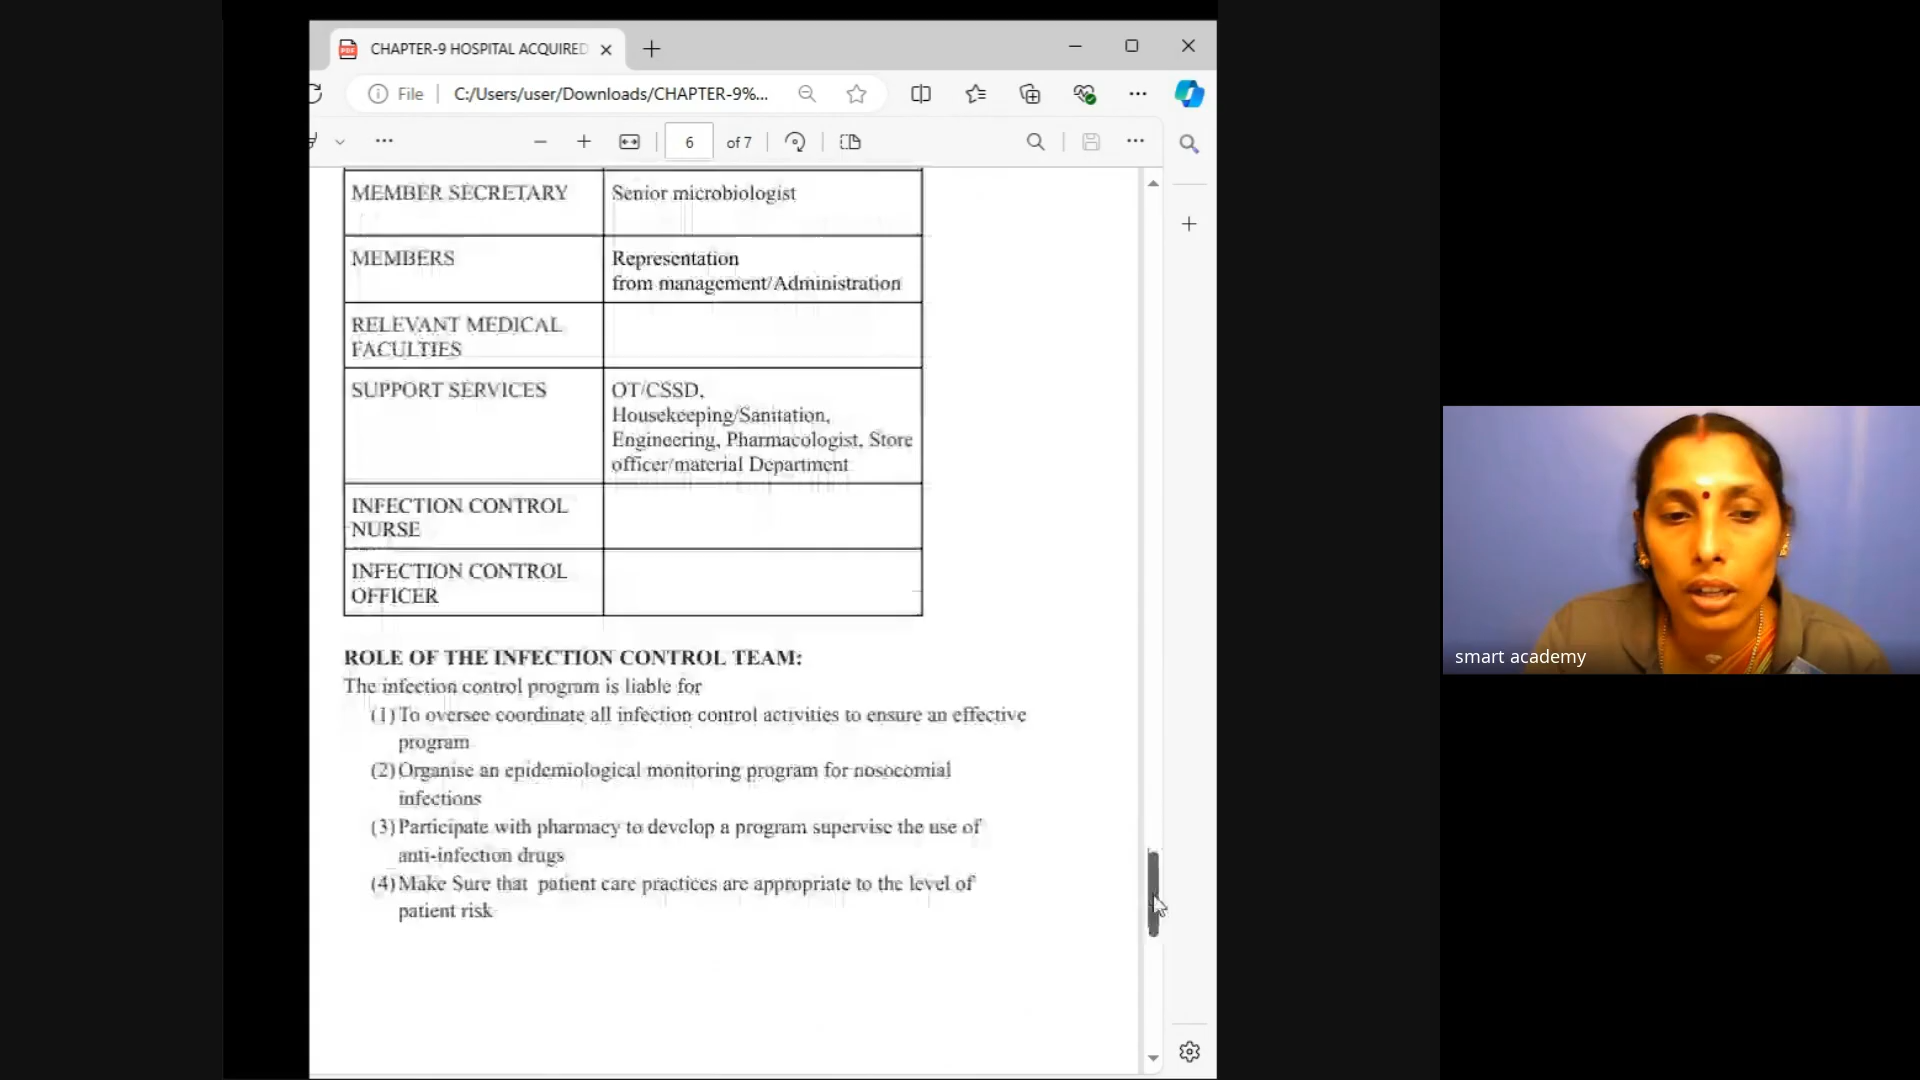 CHAPTER-9 HOSPITAL ACQUIRED
File
C:/Users/user/Downloads/CHAPTER-9%...
6 of 7
MEMBER SECRETARY
Senior microbiologist
MEMBERS
Representation
from management/Administration
RELEVANT MEDICAL
FACULTIES
SUPPORT SERVICES
OT/CSSD,
Housekeeping/Sanitation,
Engineering, Pharmacologist, Store
officer/material Department
INFECTION CONTROL
NURSE
INFECTION CONTROL
OFFICER
ROLE OF THE INFECTION CONTROL TEAM:
The infection control program is liable for
(1) To oversee coordinate all infection control activities to ensure an effective
program
(2) Organise an epidemiological monitoring program for nosocomial
infections
(3) Participate with pharmacy to develop a program supervise the use of
anti-infection drugs
(4) Make Sure that patient care practices are appropriate to the level of
patient risk
smart academy